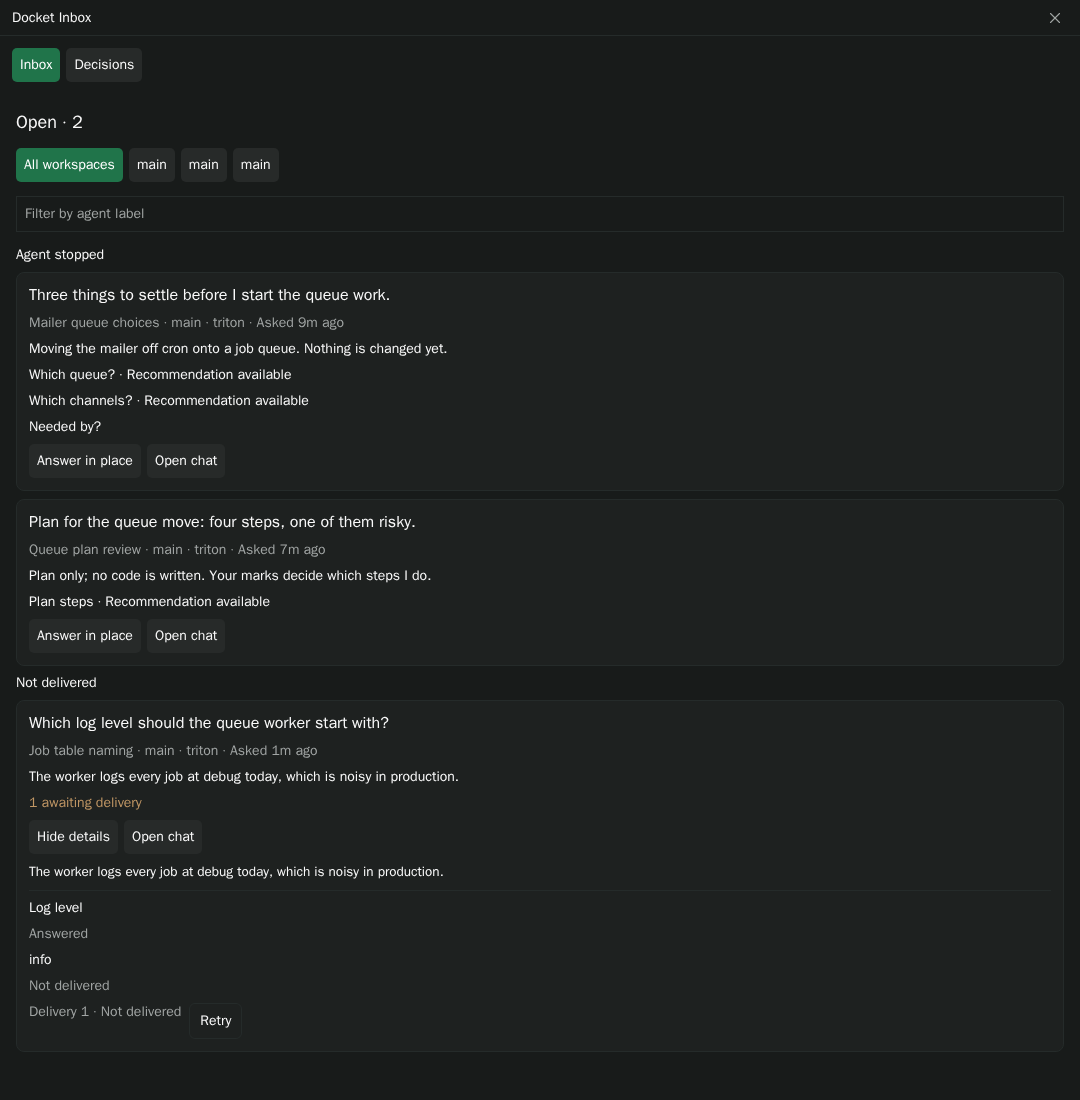 Docket Inbox
Inbox Decisions
Open · 2
All workspaces main main main
Filter by agent label
Agent stopped
Three things to settle before I start the queue work.
Mailer queue choices · main · triton · Asked 9m ago
Moving the mailer off cron onto a job queue. Nothing is changed yet.
Which queue? · Recommendation available
Which channels? · Recommendation available
Needed by?
Answer in place Open chat
Plan for the queue move: four steps, one of them risky.
Queue plan review · main · triton · Asked 7m ago
Plan only; no code is written. Your marks decide which steps I do.
Plan steps · Recommendation available
Answer in place Open chat
Not delivered
Which log level should the queue worker start with?
Job table naming · main · triton · Asked 1m ago
The worker logs every job at debug today, which is noisy in production.
1 awaiting delivery
Hide details Open chat
The worker logs every job at debug today, which is noisy in production.
Log level
Answered
info
Not delivered
Delivery 1 · Not delivered Retry